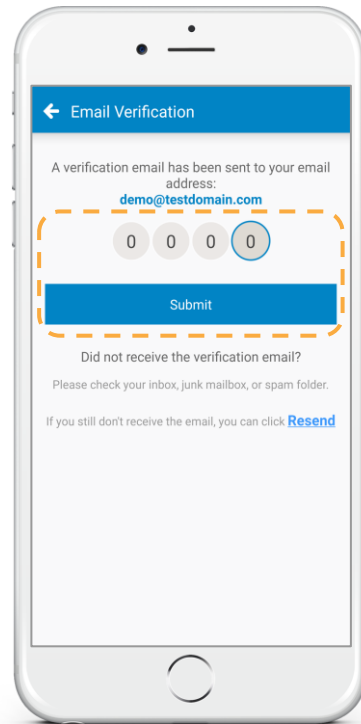 Email Verification
A verification email has been sent to your email
address:
demo@testdomain.com
0 0 0 0
Submit
Did not receive the verification email?
Please check your inbox, junk mailbox, or spam folder.
If you still don't receive the email, you can click Resend